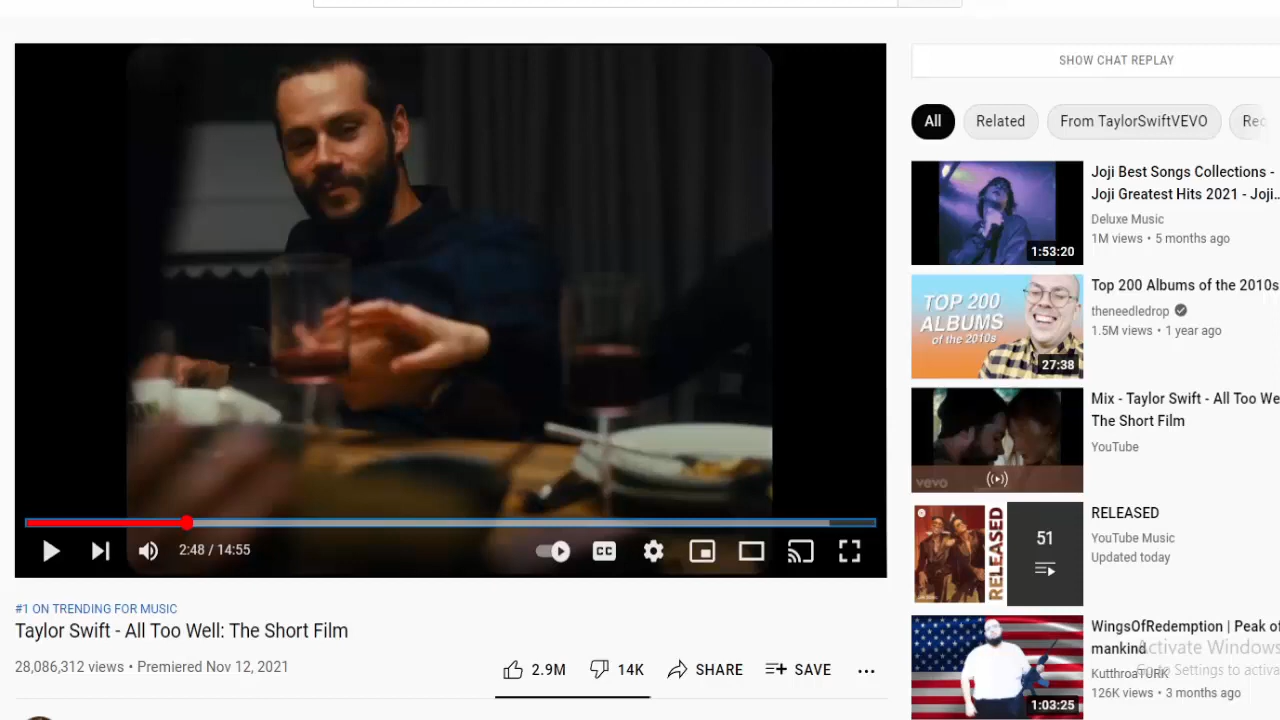 SHOW CHAT REPLAY
All
Related
From TaylorSwiftVEVO
Rec
Joji Best Songs Collections -
Joji Greatest Hits 2021 - Joji...
Deluxe Music
1M views • 5 months ago
1:53:20
TOP 200
ALBUMS
of the 2010s
27:38
Top 200 Albums of the 2010s
theneedledrop
1.5M views • 1 year ago
vevo
Mix - Taylor Swift - All Too We
The Short Film
YouTube
RELEASED
51
RELEASED
YouTube Music
Updated today
1:03:25
WingsOfRedemption | Peak of
mankind
KutthroaTURK
126K views • 3 months ago
Activate Windows
Go to Settings to activa
2:48 / 14:55
CC
#1 ON TRENDING FOR MUSIC
Taylor Swift - All Too Well: The Short Film
28,086,312 views • Premiered Nov 12, 2021
2.9M
14K
SHARE
SAVE